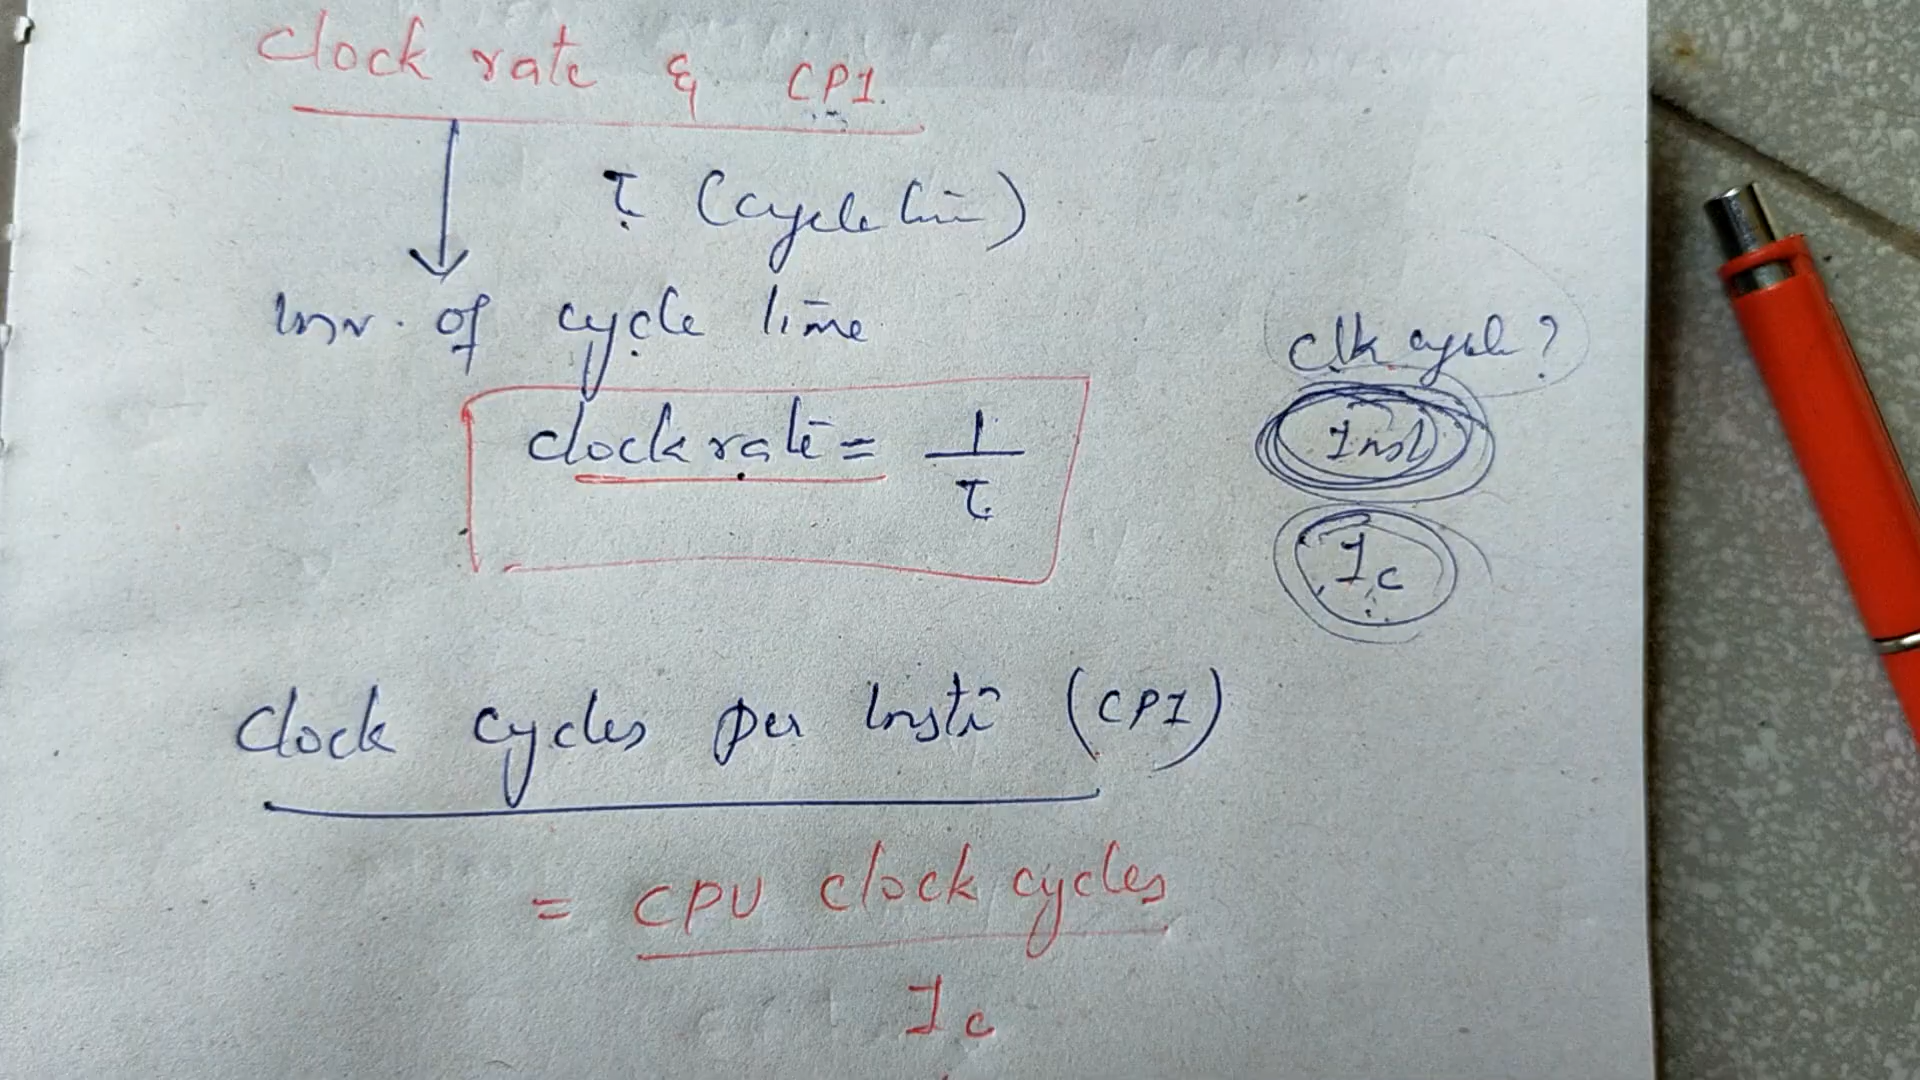 Clock rate & CPI
τ (cycle time)
Inv. of cycle time
clock rate = 1/τ
clk cycle?
Inst
Ic
Clock cycles per Instr (CPI)
= CPU clock cycles
Ic